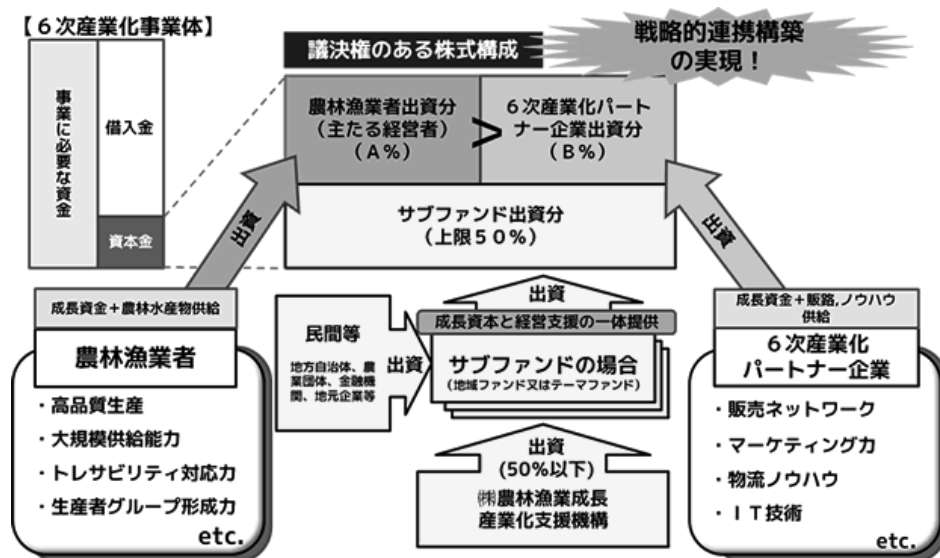 【６次産業化事業体】
事業に必要な資金
借入金
資本金
議決権のある株式構成
戦略的連携構築
の実現！
農林漁業者出資分
（主たる経営者）
（Ａ％）
>
６次産業化パート
ナー企業出資分
（Ｂ％）
サブファンド出資分
（上限５０％）
出資
出資
成長資金＋農林水産物供給
農林漁業者
・高品質生産
・大規模供給能力
・トレサビリティ対応力
・生産者グループ形成力
etc.
民間等
地方自治体、農
業団体、金融機
関、地元企業等
出資
出資
成長資本と経営支援の一体提供
サブファンドの場合
（地域ファンド又はテーマファンド）
出資
(50%以下)
㈱農林漁業成長
産業化支援機構
成長資金＋販路,ノウハウ
供給
６次産業化
パートナー企業
・販売ネットワーク
・マーケティング力
・物流ノウハウ
・ＩＴ技術
etc.